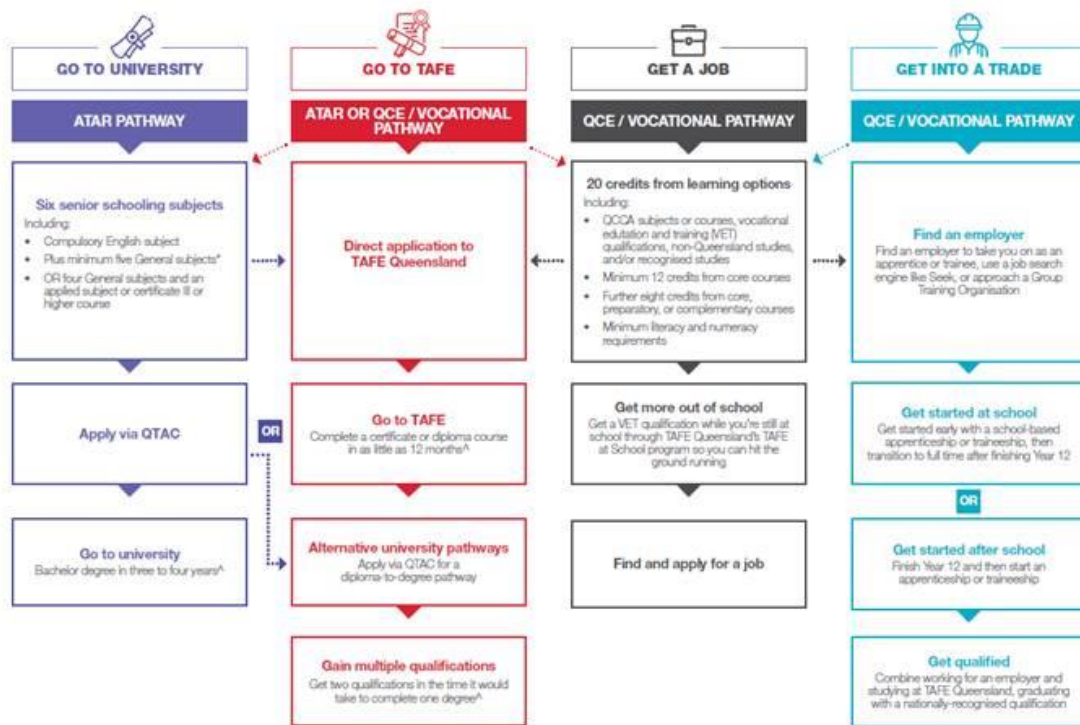 GO TO UNIVERSITY
ATAR PATHWAY
Six senior schooling subjects
Including:
• Compulsory English subject
• Plus minimum five General subjects*
• OR four General subjects and an
applied subject or certificate III or
higher course
Apply via QTAC
OR
Go to university
Bachelor degree in three to four years^
GO TO TAFE
ATAR OR QCE / VOCATIONAL
PATHWAY
Direct application to
TAFE Queensland
Go to TAFE
Complete a certificate or diploma course
in as little as 12 months^
Alternative university pathways
Apply via QTAC for a
diploma-to-degree pathway
Gain multiple qualifications
Get two qualifications in the time it would
take to complete one degree^
GET A JOB
QCE / VOCATIONAL PATHWAY
20 credits from learning options
Including:
• QCCA subjects or courses, vocational
edutation and training (VET)
qualifications, non-Queensland studies,
and/or recognised studies
• Minimum 12 credits from core courses
• Further eight credits from core,
preparatory, or complementary courses
• Minimum literacy and numeracy
requirements
Get more out of school
Get a VET qualification while you're still at
school through TAFE Queensland's TAFE
at School program so you can hit the
ground running
Find and apply for a job
GET INTO A TRADE
QCE / VOCATIONAL PATHWAY
Find an employer
Find an employer to take you on as an
apprentice or trainee, use a job search
engine like Seek, or approach a Group
Training Organisation
Get started at school
Get started early with a school-based
apprenticeship or traineeship, then
transition to full time after finishing Year 12
OR
Get started after school
Finish Year 12 and then start an
apprenticeship or traineeship
Get qualified
Combine working for an employer and
studying at TAFE Queensland, graduating
with a nationally-recognised qualification